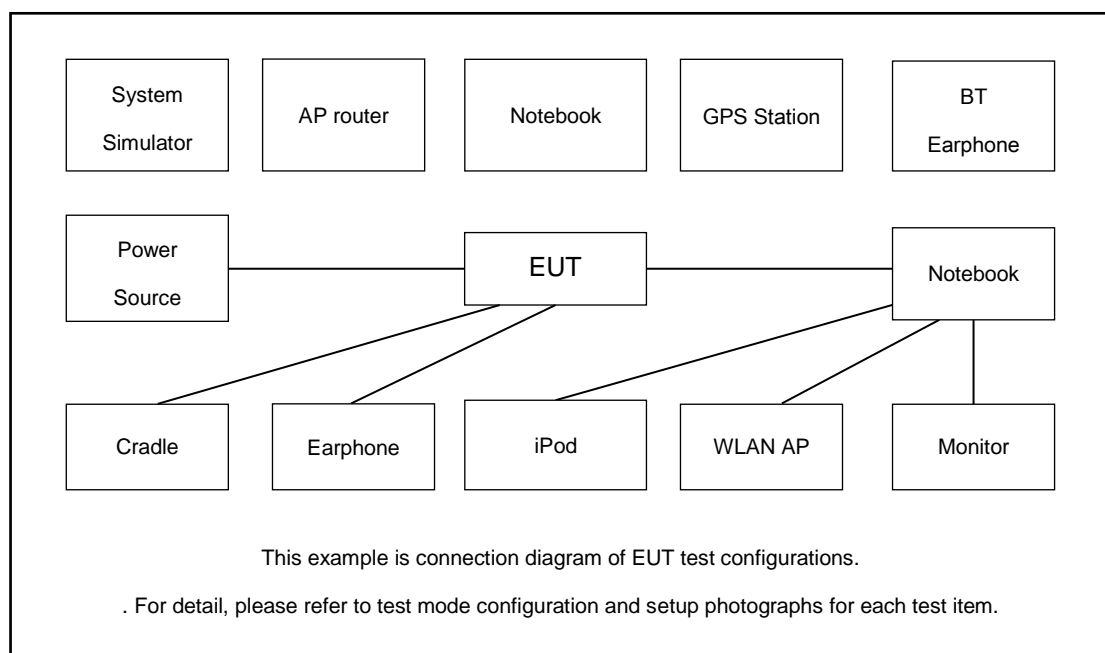 System
Simulator
AP router
Notebook
GPS Station
BT
Earphone
Power
Source
EUT
Notebook
Cradle
Earphone
iPod
WLAN AP
Monitor
This example is connection diagram of EUT test configurations.
. For detail, please refer to test mode configuration and setup photographs for each test item.